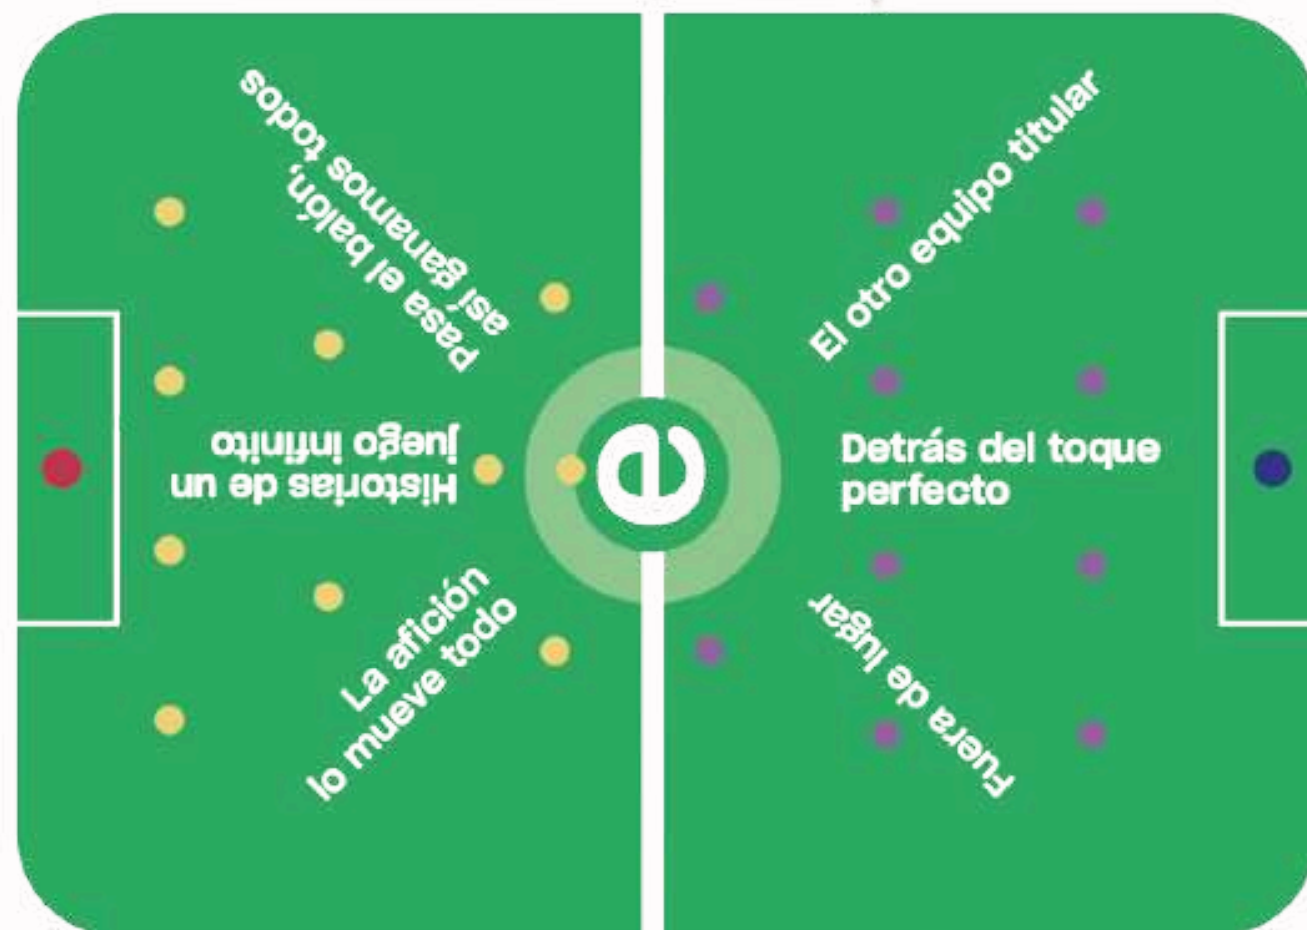 Pasa el balón,
así ganamos todos
El otro equipo titular
Historias de un
juego infinito
e
Detrás del toque
perfecto
La afición
lo mueve todo
Fuera de lugar